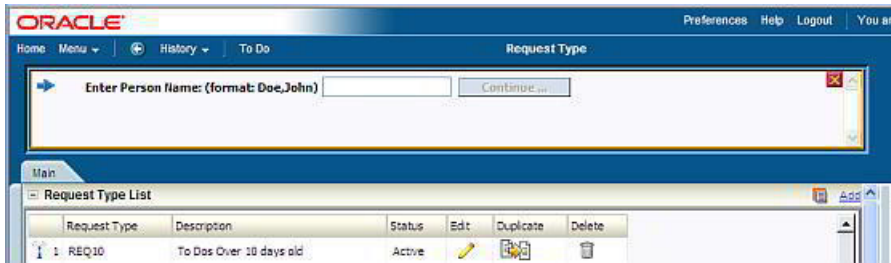 ORACLE
Preferences Help Logout You ar
Home Menu History To Do Request Type
Enter Person Name: (format: Doe,John) Continue ...
Main
Request Type List Add
Request Type Description Status Edit Duplicate Delete
1 REQ10 To Dos Over 10 days old Active